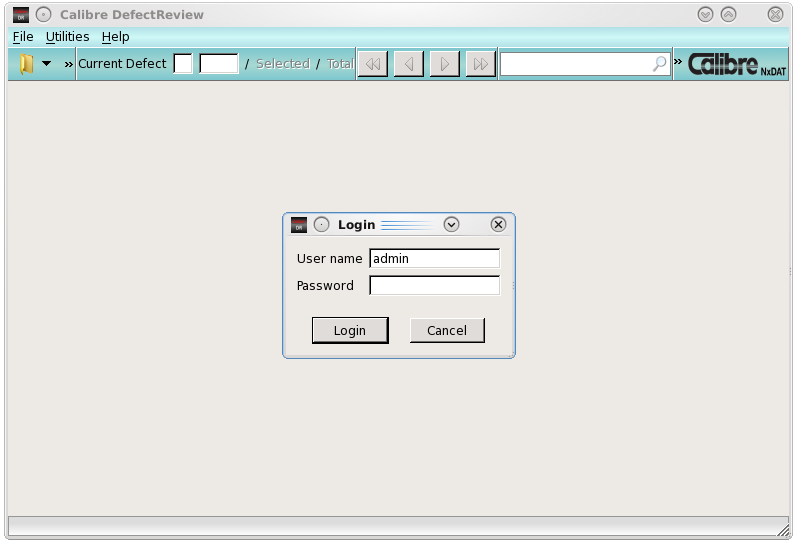 Calibre DefectReview
File Utilities Help
» Current Defect / Selected / Total » Calibre NxDAT
Login
User name admin
Password
Login Cancel